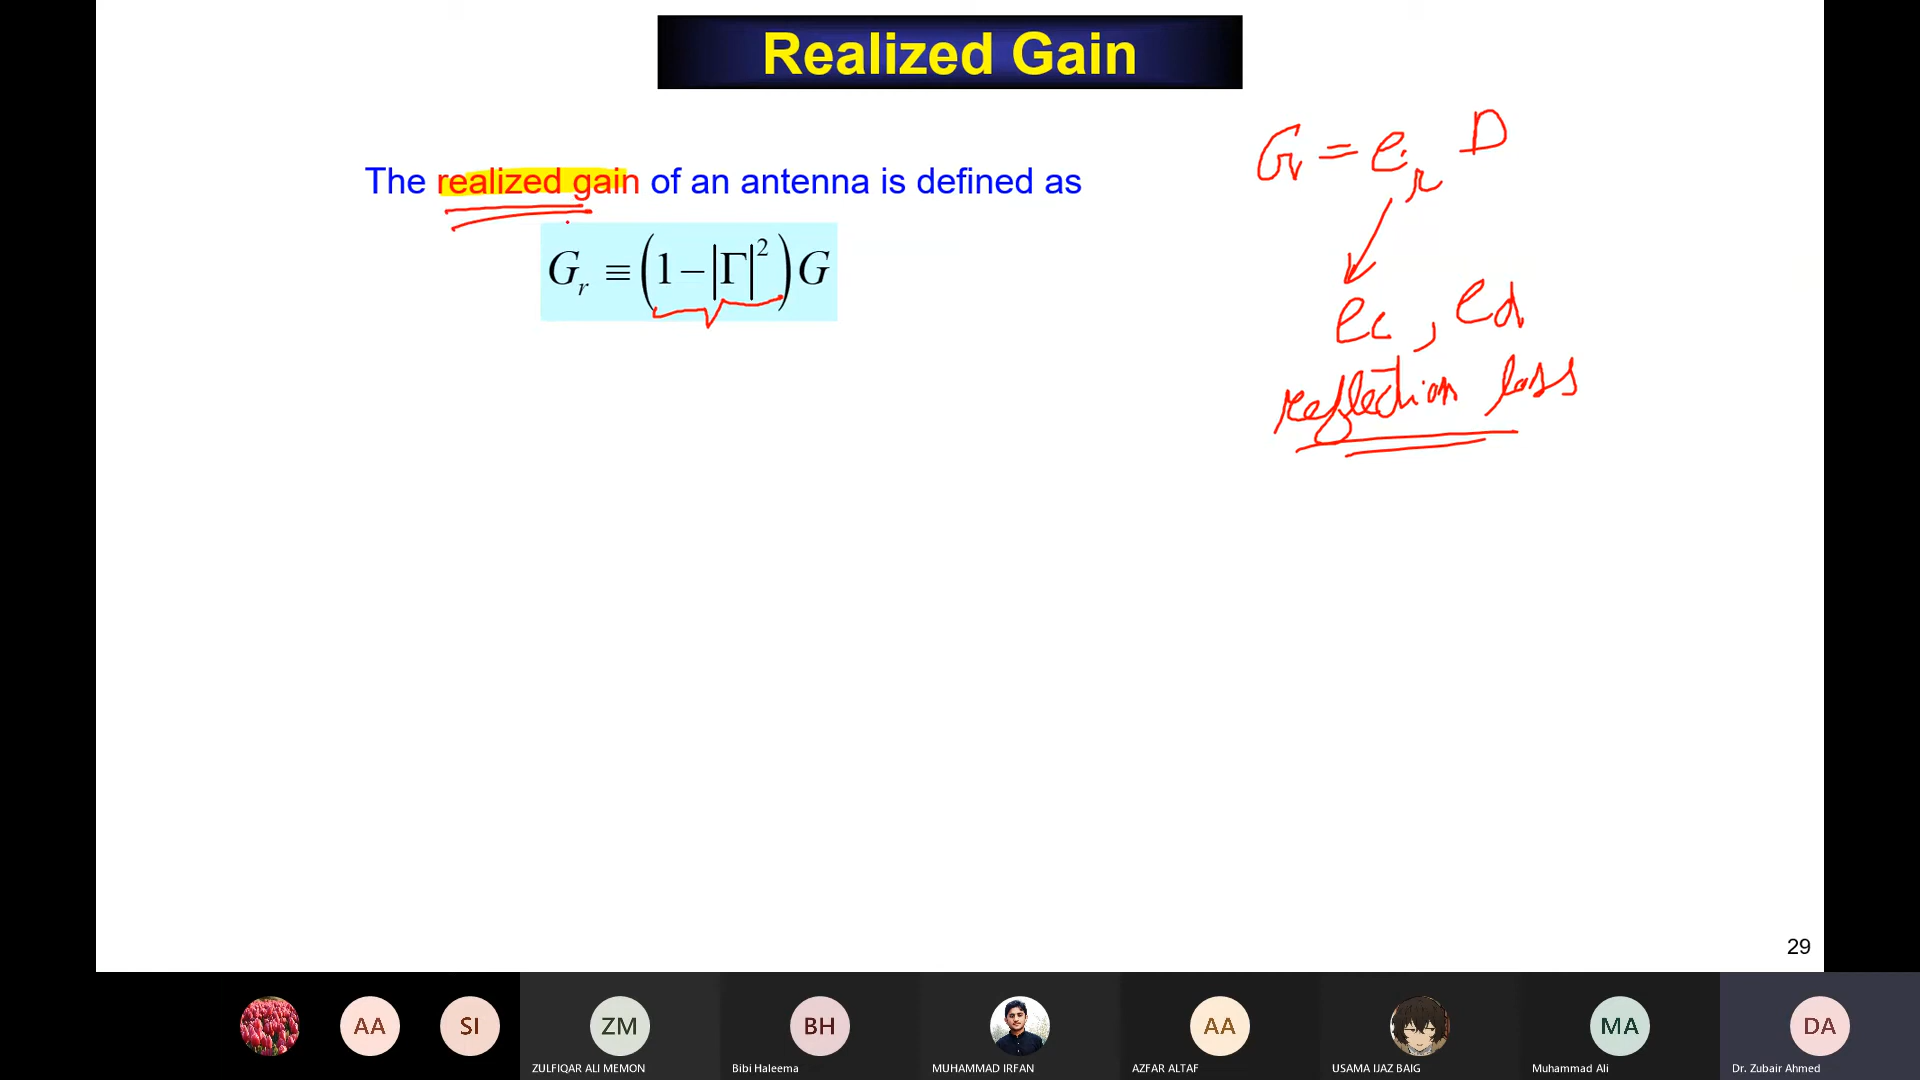 Realized Gain
The realized gain of an antenna is defined as
G_r ≡ (1−|Γ|²)G
G_r = e_r D
e_c, e_d
reflection loss
29
AA
SI
ZM
BH
AA
MA
DA
ZULFIQAR ALI MEMON
Bibi Haleema
MUHAMMAD IRFAN
AZFAR ALTAF
USAMA IJAZ BAIG
Muhammad Ali
Dr. Zubair Ahmed